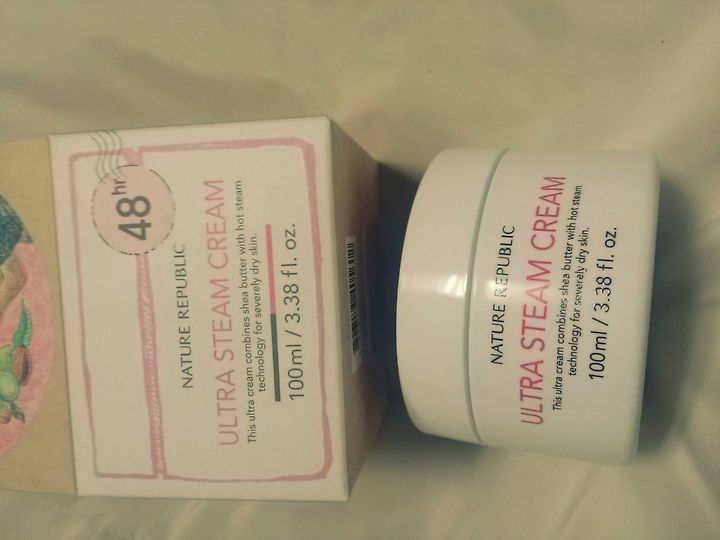 48hr
NATURE REPUBLIC
ULTRA STEAM CREAM
This ultra cream combines shea butter with hot steam
technology for severely dry skin.
100ml / 3.38 fl. oz.
NATURE REPUBLIC
ULTRA STEAM CREAM
This ultra cream combines shea butter with hot steam
technology for severely dry skin.
100ml / 3.38 fl. oz.